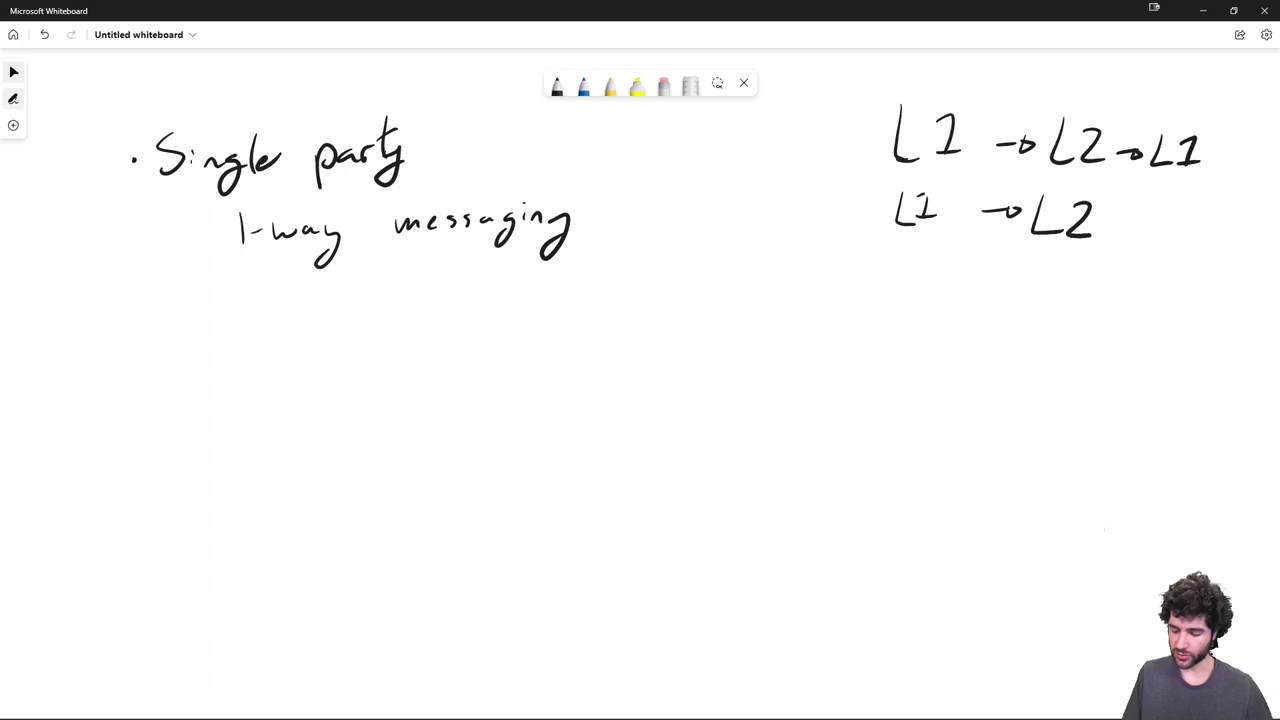 Microsoft Whiteboard
Untitled whiteboard
· Single party
1-way messaging
L1 → L2 → L1
L1 → L2